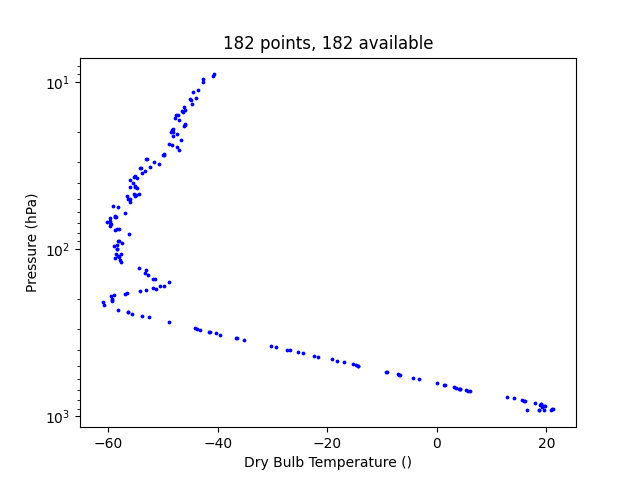 182 points, 182 available
10¹
10²
10³
Pressure (hPa)
−60 −40 −20 0 20
Dry Bulb Temperature ()